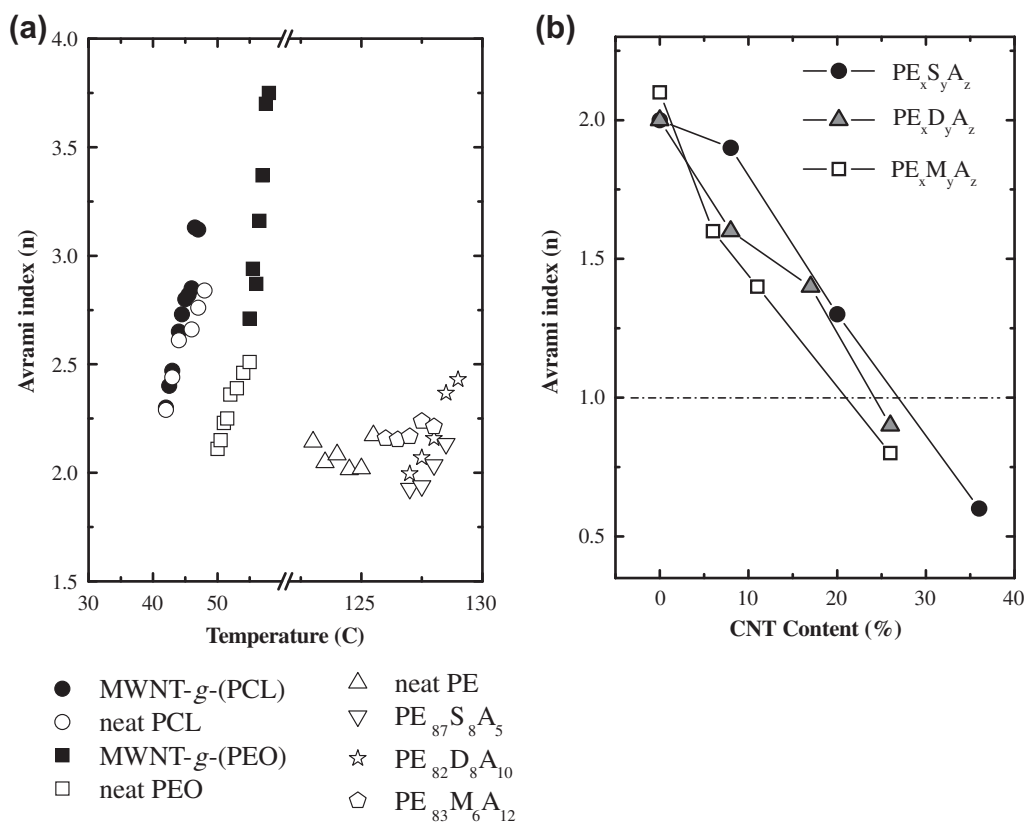 (a)
4.0
3.5
3.0
2.5
2.0
1.5
Avrami index (n)
30 40 50 125 130
Temperature (C)
MWNT-g-(PCL)
neat PCL
MWNT-g-(PEO)
neat PEO
neat PE
PE87S8A5
PE82D8A10
PE83M6A12
(b)
PExSyAz
PExDyAz
PExMyAz
2.0
1.5
1.0
0.5
Avrami index (n)
0 10 20 30 40
CNT Content (%)